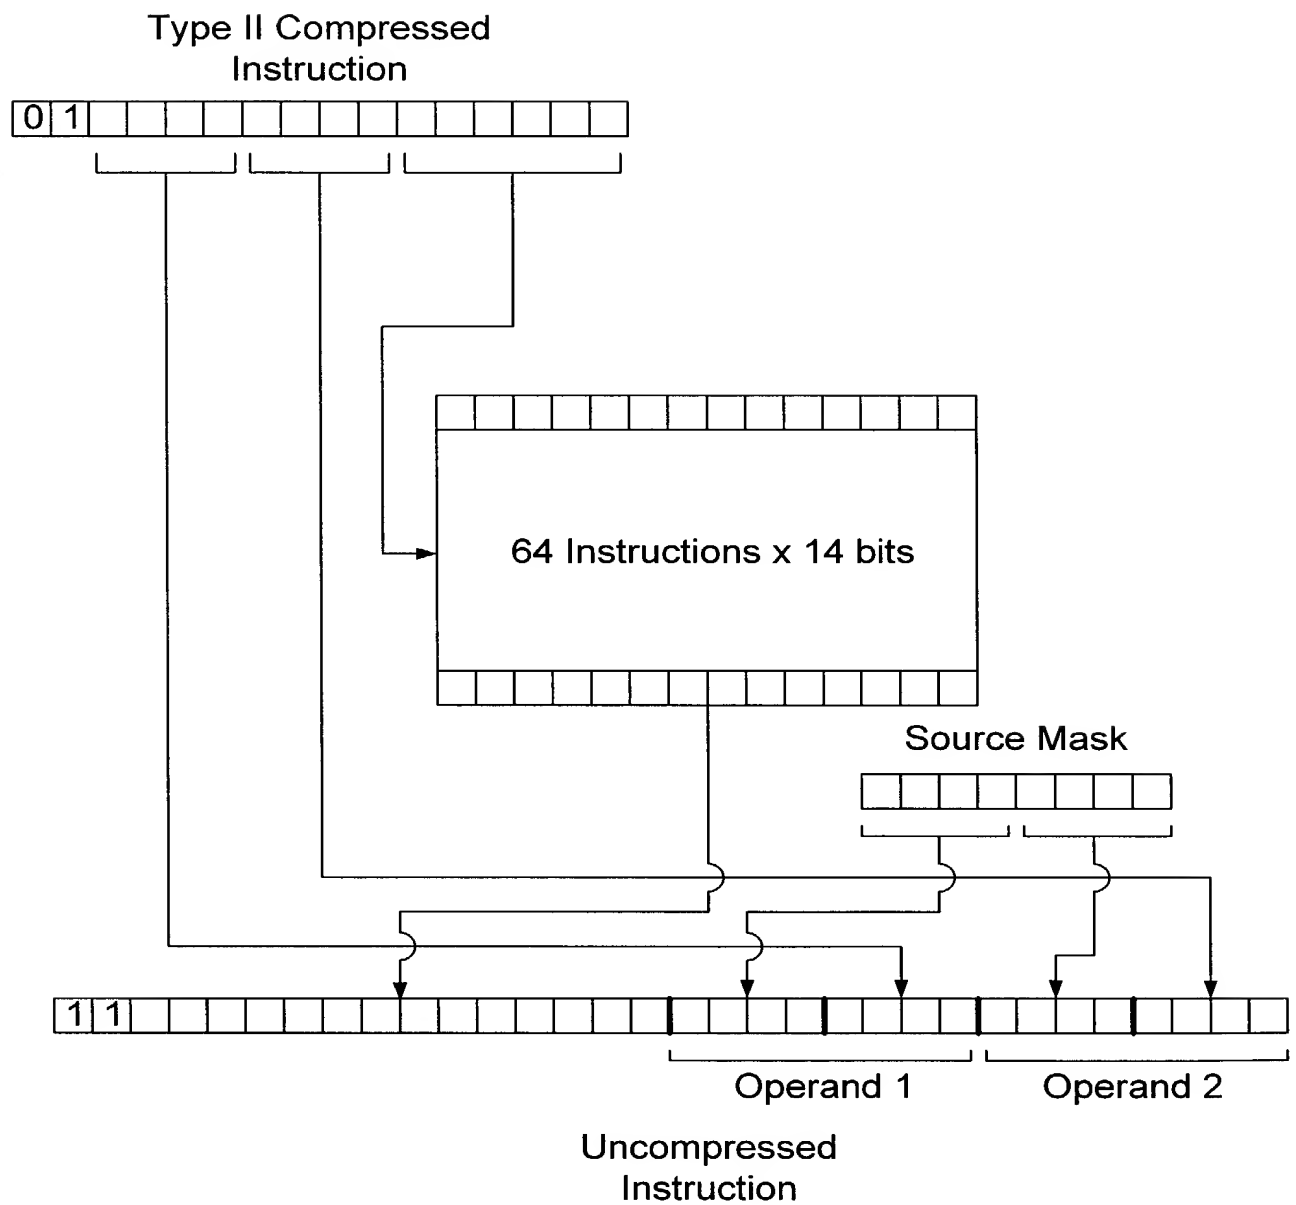 Type II Compressed
Instruction
0 1
64 Instructions x 14 bits
Source Mask
1 1
Operand 1 Operand 2
Uncompressed
Instruction